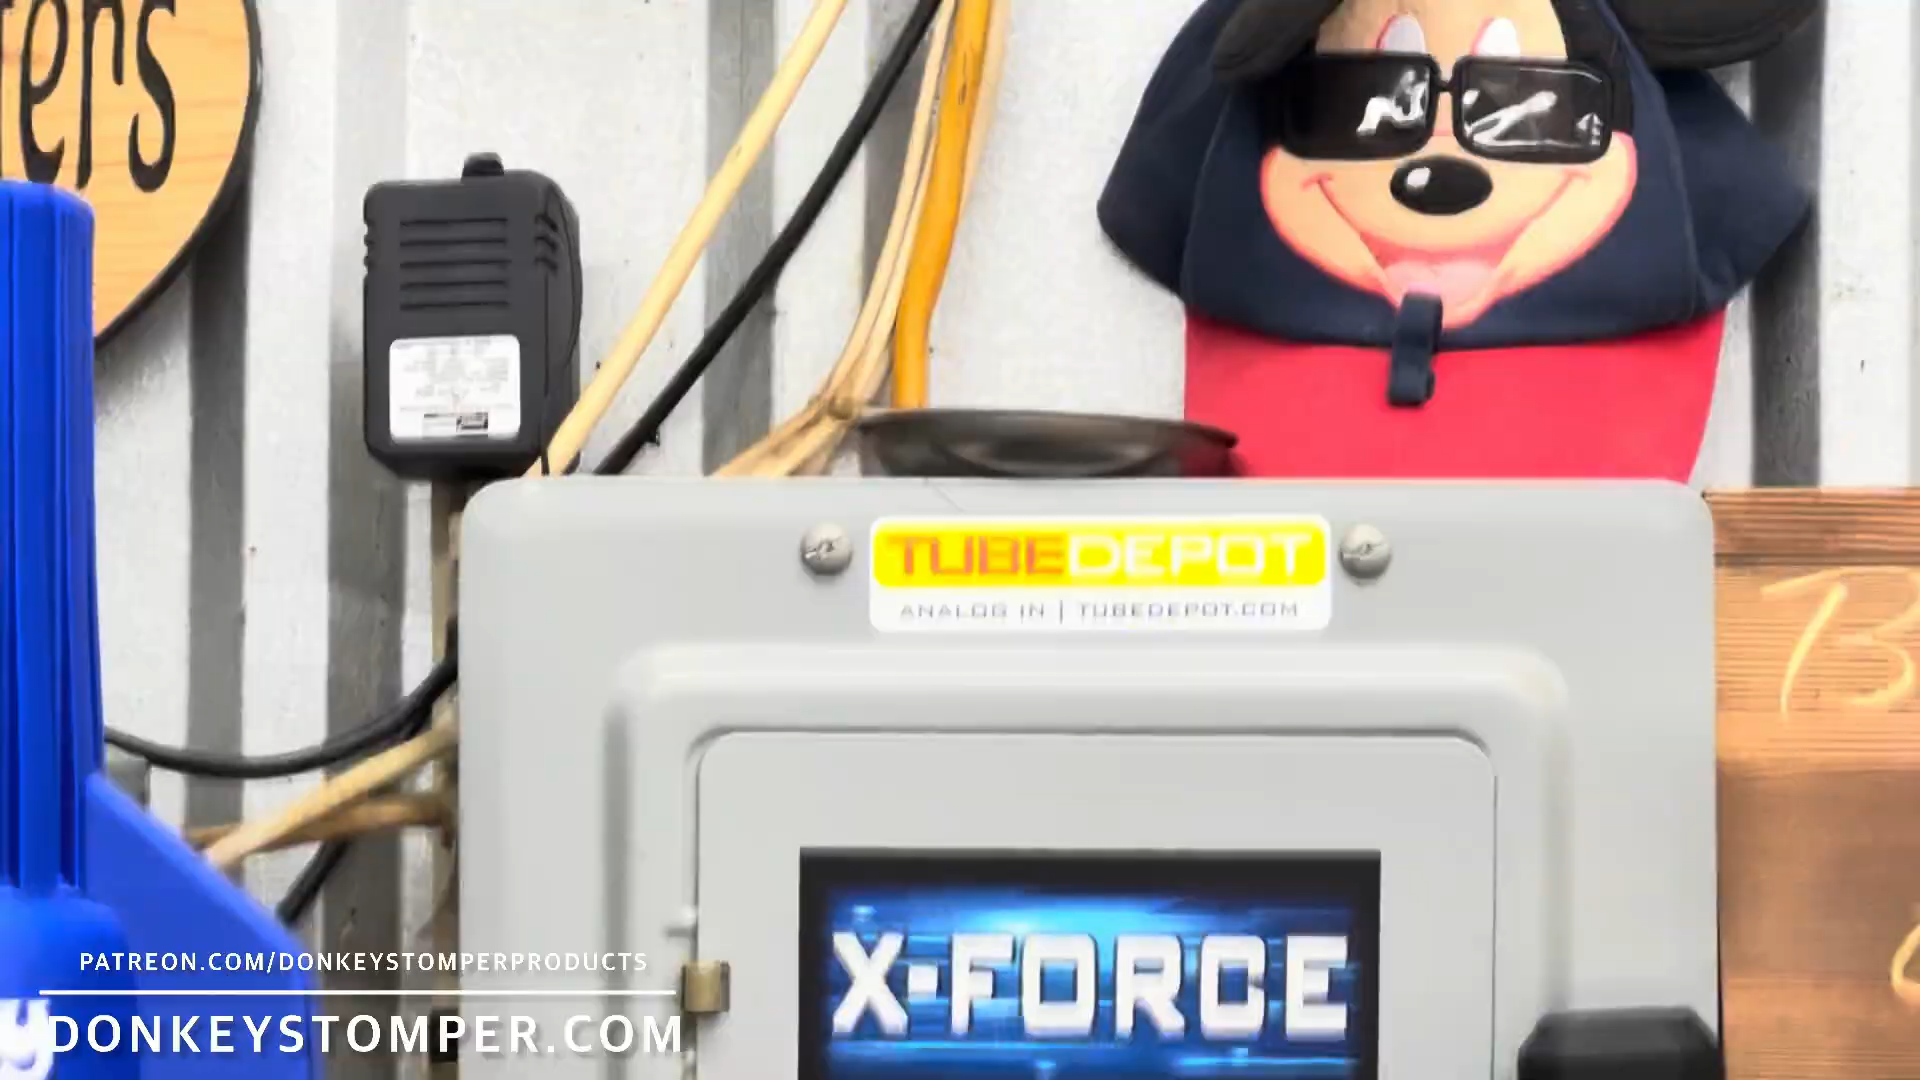 ers
TUBEDEPOT
ANALOG IN | TUBEDEPOT.COM
X-FORCE
PATREON.COM/DONKEYSTOMPERPRODUCTS
DONKEYSTOMPER.COM